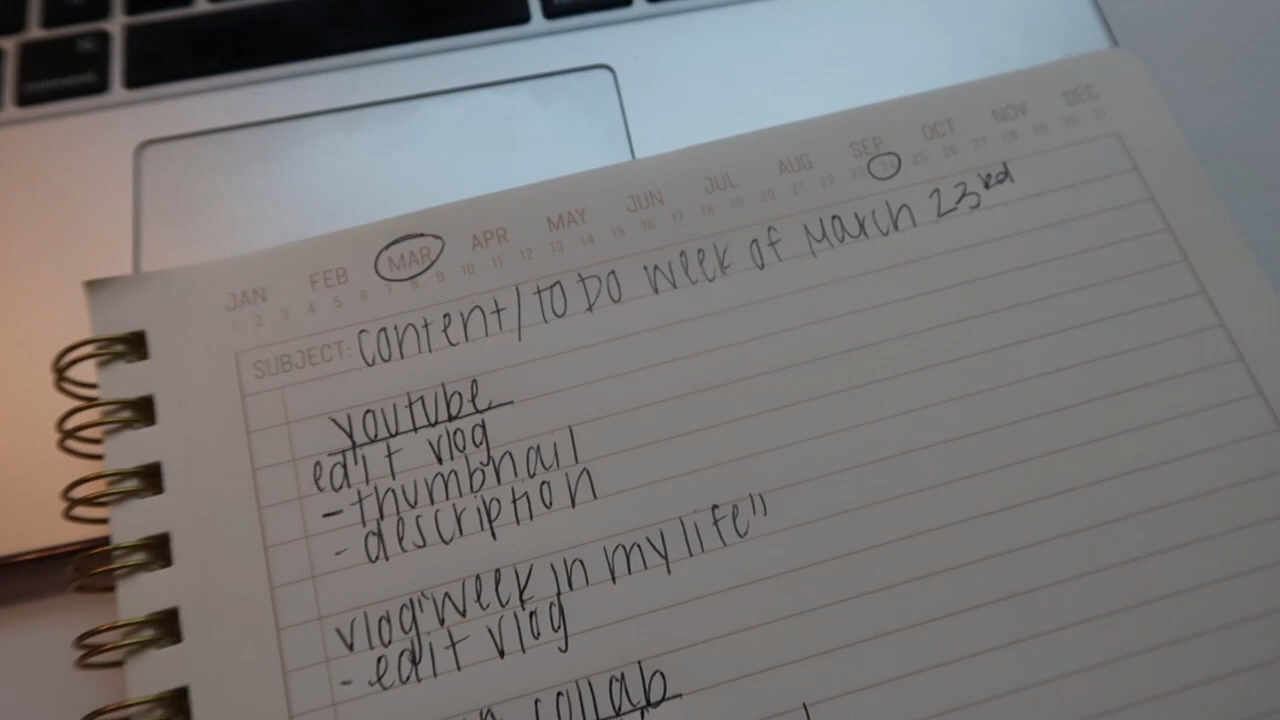 JAN FEB MAR APR MAY JUN JUL AUG SEP OCT NOV DEC
1 2 3 4 5 6 7 8 9 10 11 12 13 14 15 16 17 18 19 20 21 22 23 24 25 26 27 28 29 30 31
SUBJECT: content/TO DO week of March 23rd
youtube
edit vlog
- thumbnail
- description
vlog "week in my life"
- edit vlog
collab